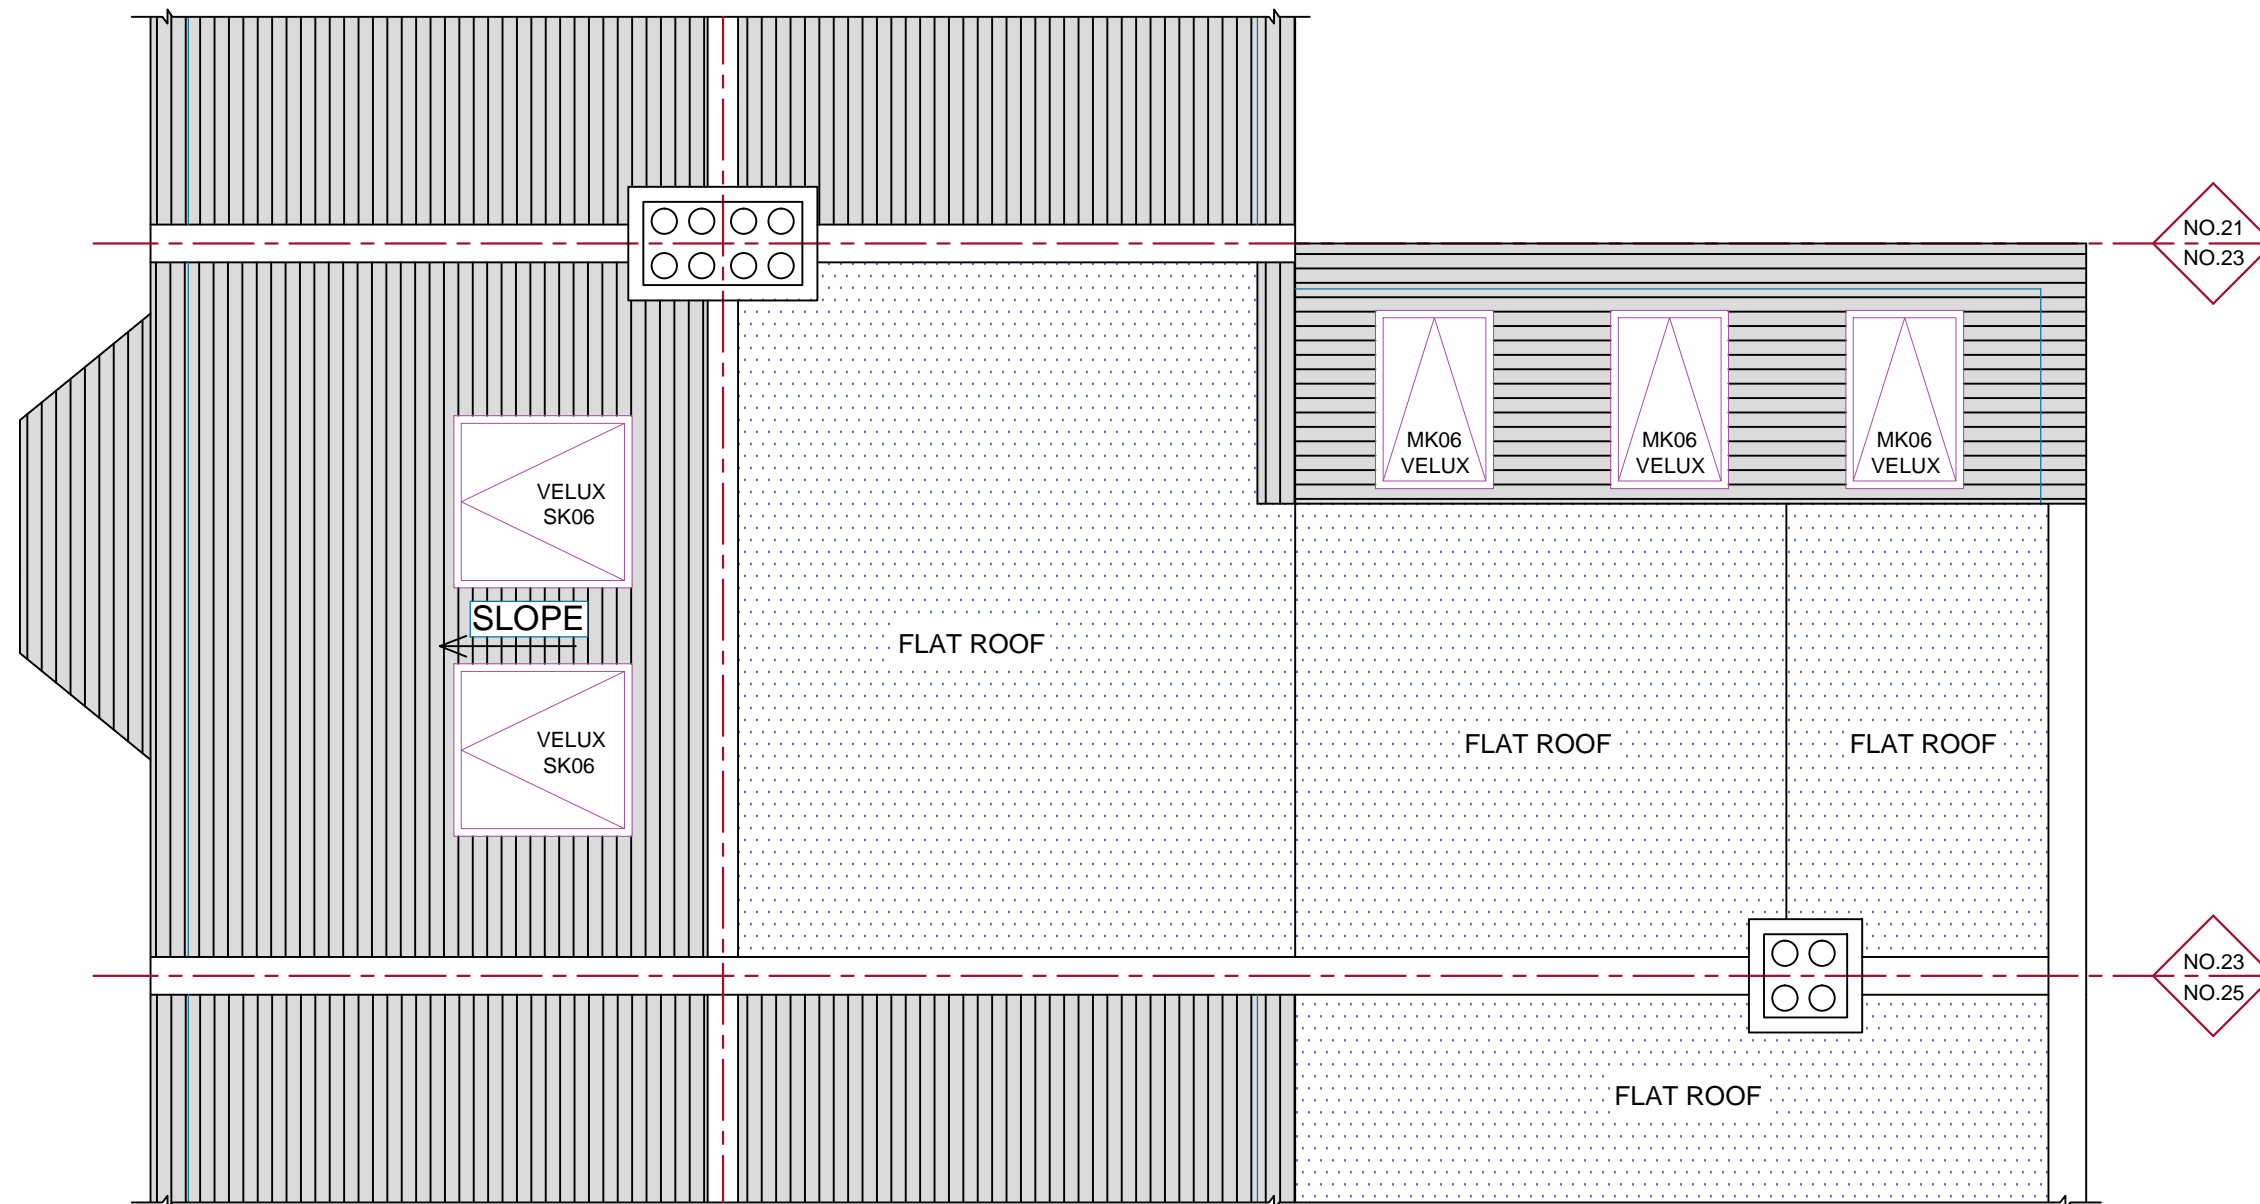 NO.21
NO.23
MK06
VELUX
MK06
VELUX
MK06
VELUX
VELUX
SK06
SLOPE
FLAT ROOF
VELUX
SK06
FLAT ROOF
FLAT ROOF
NO.23
NO.25
FLAT ROOF